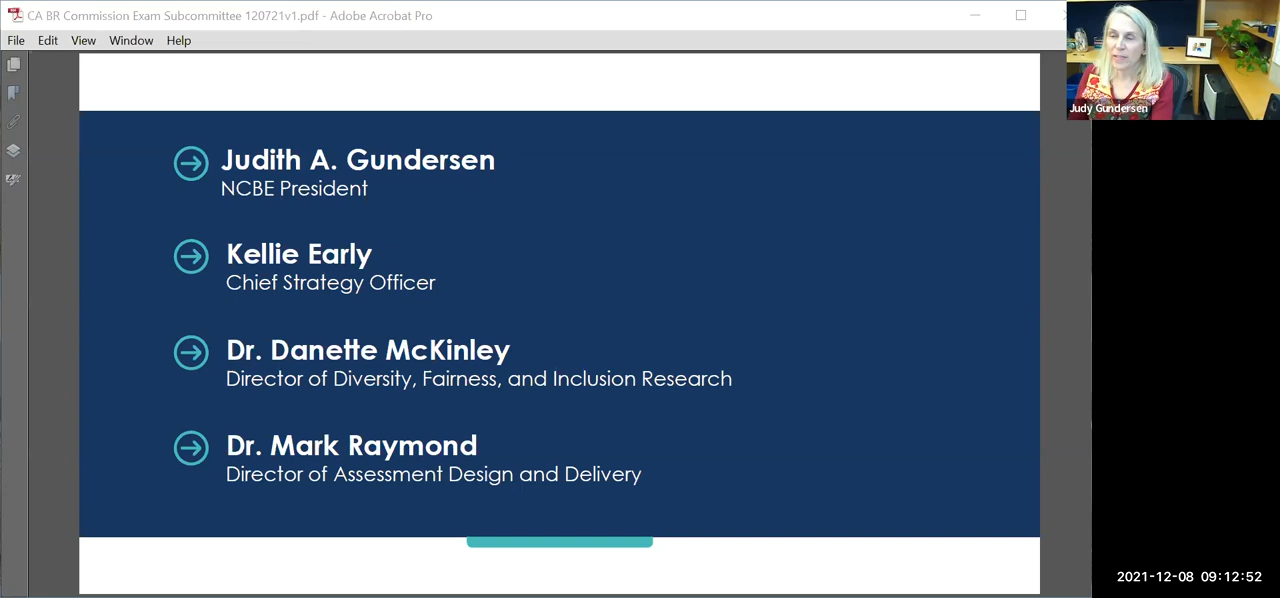 CA BR Commission Exam Subcommittee 120721v1.pdf - Adobe Acrobat Pro
File Edit View Window Help
Judy Gundersen
Judith A. Gundersen
NCBE President
Kellie Early
Chief Strategy Officer
Dr. Danette McKinley
Director of Diversity, Fairness, and Inclusion Research
Dr. Mark Raymond
Director of Assessment Design and Delivery
2021-12-08 09:12:52